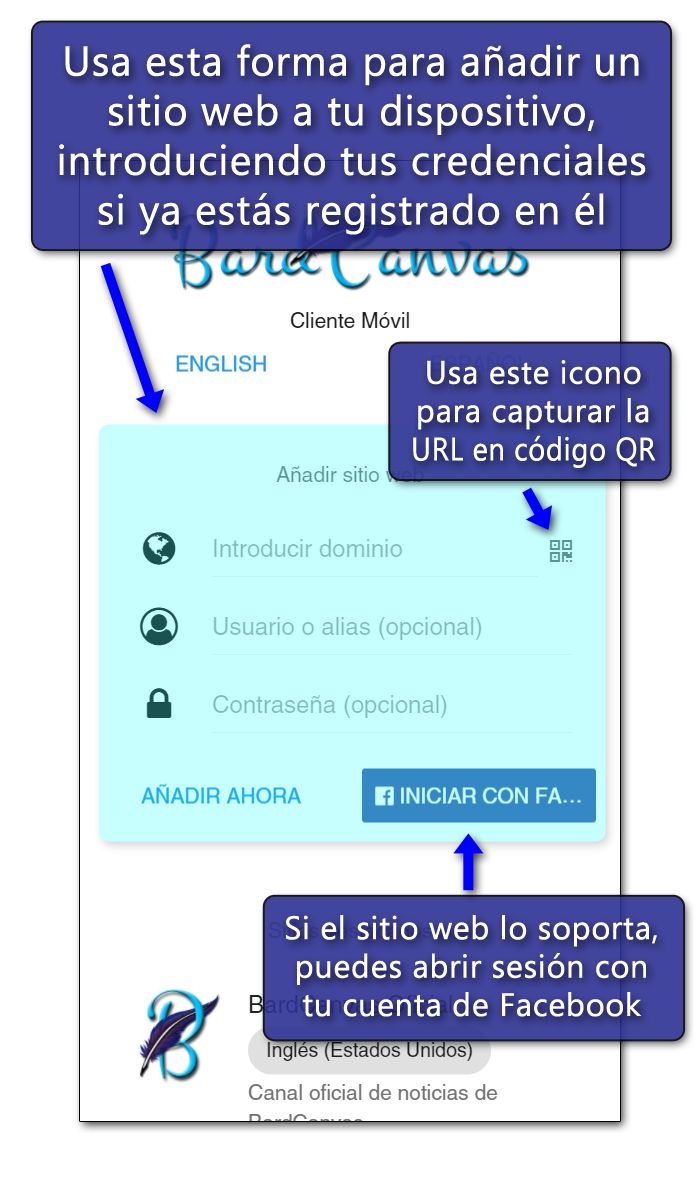 Usa esta forma para añadir un
sitio web a tu dispositivo,
introduciendo tus credenciales
si ya estás registrado en él
BardCanvas
Cliente Móvil
ENGLISH
ESPAÑOL
Usa este icono
para capturar la
URL en código QR
Añadir sitio web
Introducir dominio
Usuario o alias (opcional)
Contraseña (opcional)
AÑADIR AHORA
INICIAR CON FA...
Si el sitio web lo soporta,
puedes abrir sesión con
tu cuenta de Facebook
Inglés (Estados Unidos)
Canal oficial de noticias de
BardCanvas